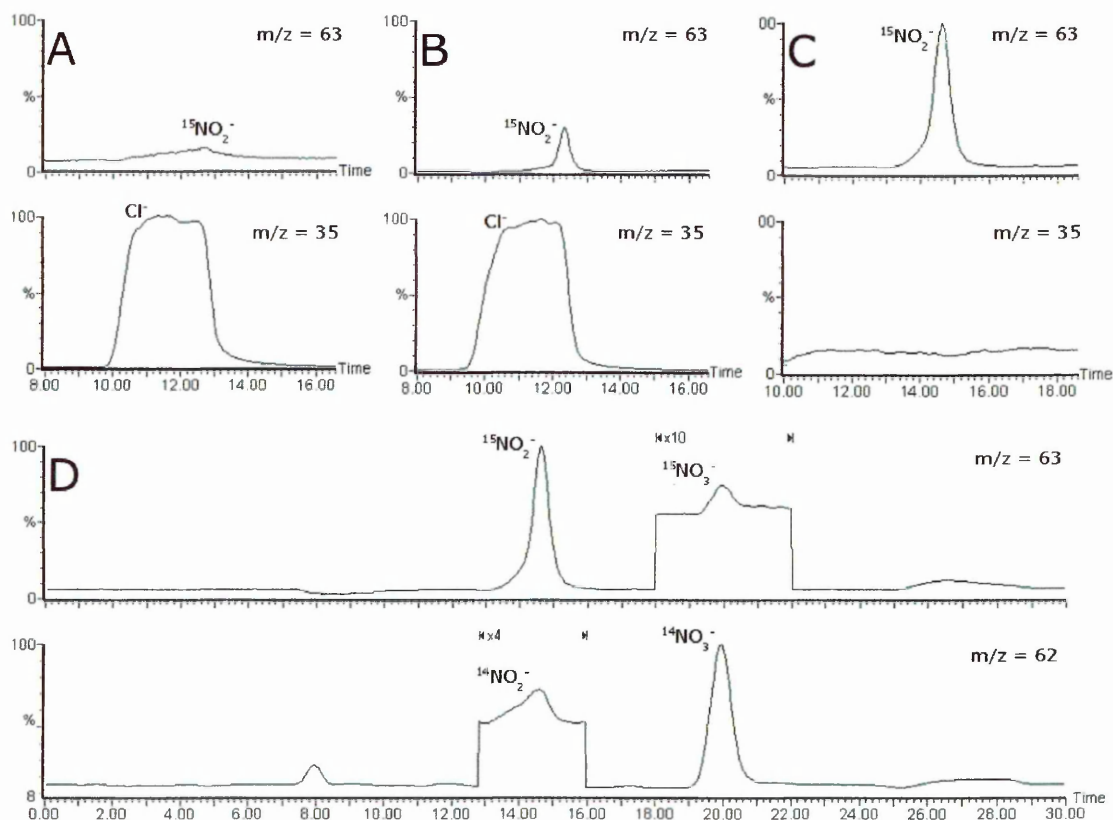 A
100
%
0
m/z = 63
¹⁵NO₂⁻
Time
100
%
0
Cl⁻
m/z = 35
8.00 10.00 12.00 14.00 16.00
Time
B
100
%
0
m/z = 63
¹⁵NO₂⁻
100
%
0
Cl⁻
m/z = 35
8.00 10.00 12.00 14.00 16.00
Time
C
00
%
0
¹⁵NO₂⁻
m/z = 63
00
%
0
m/z = 35
10.00 12.00 14.00 16.00 18.00
Time
D
100
%
0
¹⁵NO₂⁻
x10
¹⁵NO₃⁻
m/z = 63
100
%
8
x4
¹⁴NO₂⁻
¹⁴NO₃⁻
m/z = 62
0.00 2.00 4.00 6.00 8.00 10.00 12.00 14.00 16.00 18.00 20.00 22.00 24.00 26.00 28.00 30.00
Time